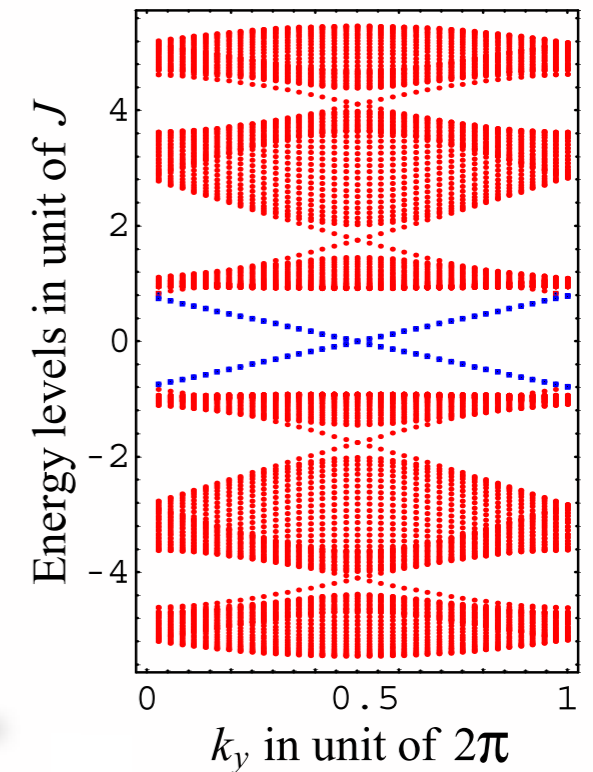 Energy levels in unit of J
4
2
0
-2
-4
0 0.5 1
k_y in unit of 2π